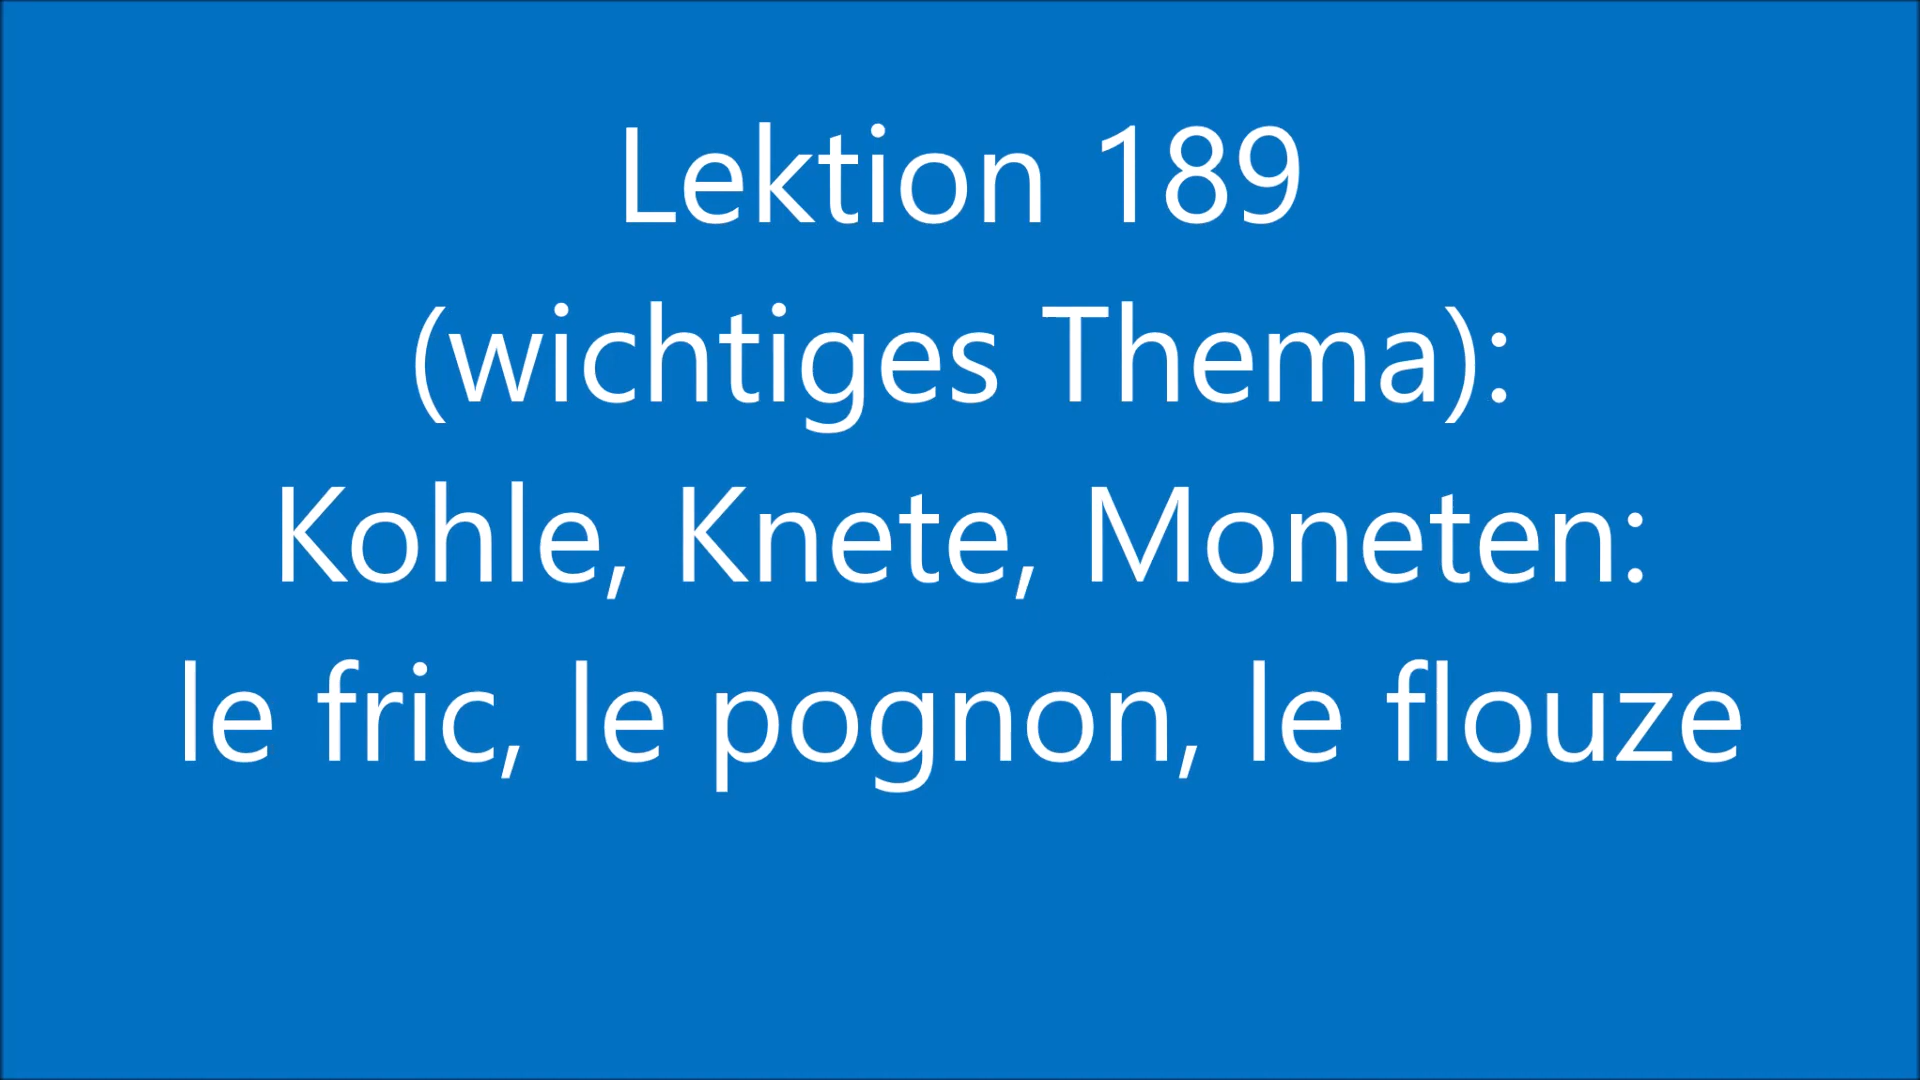 Lektion 189
(wichtiges Thema):
Kohle, Knete, Moneten:
le fric, le pognon, le flouze